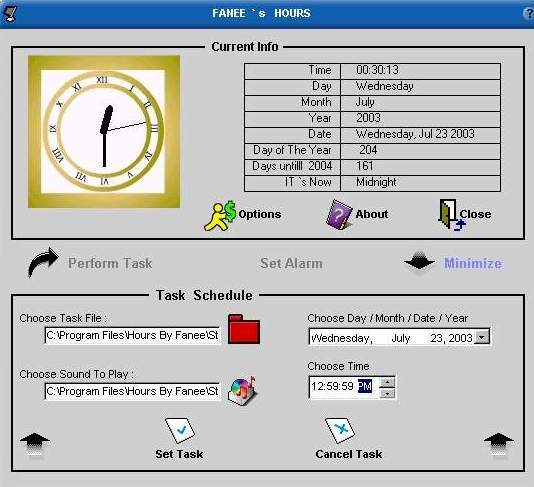 FANEE `s HOURS
?
Current Info
XII
I
II
III
IIII
V
VI
VII
VIII
IX
X
XI
Time 00:30:13
Day Wednesday
Month July
Year 2003
Date Wednesday, Jul 23 2003
Day of The Year 204
Days untilll 2004 161
IT `s Now Midnight
Options
About
Close
Perform Task
Set Alarm
Minimize
Task Schedule
Choose Task File :
C:\Program Files\Hours By Fanee\St
Choose Day / Month / Date / Year
Wednesday, July 23, 2003
Choose Sound To Play :
C:\Program Files\Hours By Fanee\St
Choose Time
12:59:59 PM
Set Task
Cancel Task